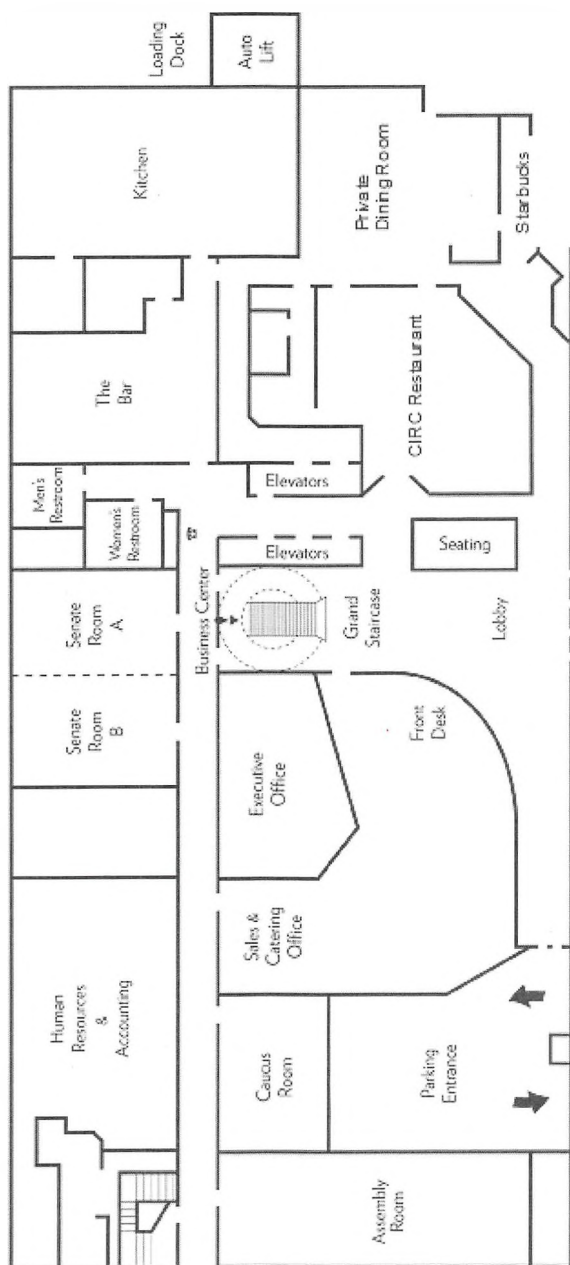 Loading
Dock
Auto
Lift
Kitchen
Private
Dining Room
Starbucks
The
Bar
CIRC Restaurant
Men's
Restroom
Women's
Restroom
Elevators
Elevators
Seating
Senate
Room
A
Business Center
Grand
Staircase
Lobby
Senate
Room
B
Executive
Office
Front
Desk
Human
Resources
&
Accounting
Sales &
Catering
Office
Caucus
Room
Parking
Entrance
Assembly
Room